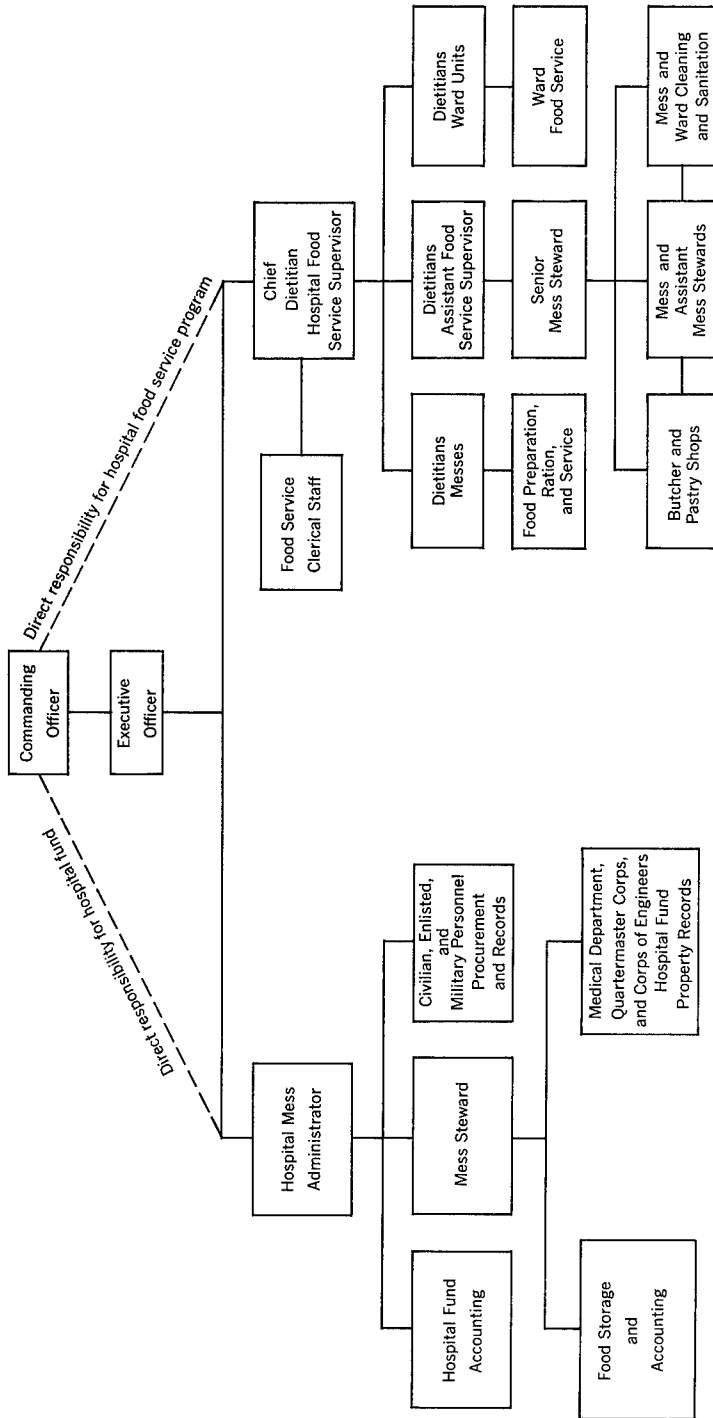 Commanding
Officer
Direct responsibility for hospital fund
Direct responsibility for hospital food service program
Executive
Officer
Hospital Mess
Administrator
Chief
Dietitian
Hospital Food
Service Supervisor
Food Service
Clerical Staff
Hospital Fund
Accounting
Mess Steward
Civilian, Enlisted,
and
Military Personnel
Procurement
and Records
Dietitians
Messes
Dietitians
Assistant Food
Service Supervisor
Dietitians
Ward Units
Food Preparation,
Ration,
and Service
Senior
Mess Steward
Ward
Food Service
Food Storage
and
Accounting
Medical Department,
Quartermaster Corps,
and Corps of Engineers
Hospital Fund
Property Records
Butcher and
Pastry Shops
Mess and
Assistant
Mess Stewards
Mess and
Ward Cleaning
and Sanitation